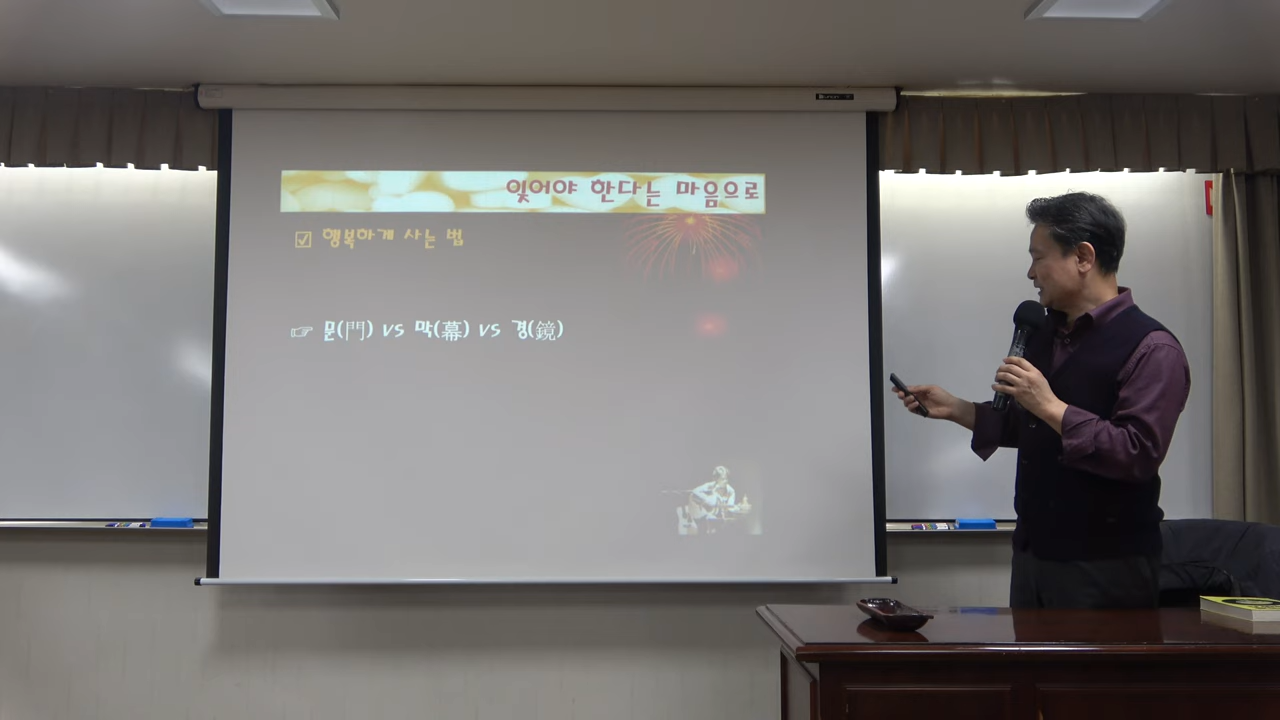 잊어야 한다는 마음으로
☑ 행복하게 사는 법
☞ 문(門) vs 막(幕) vs 경(鏡)